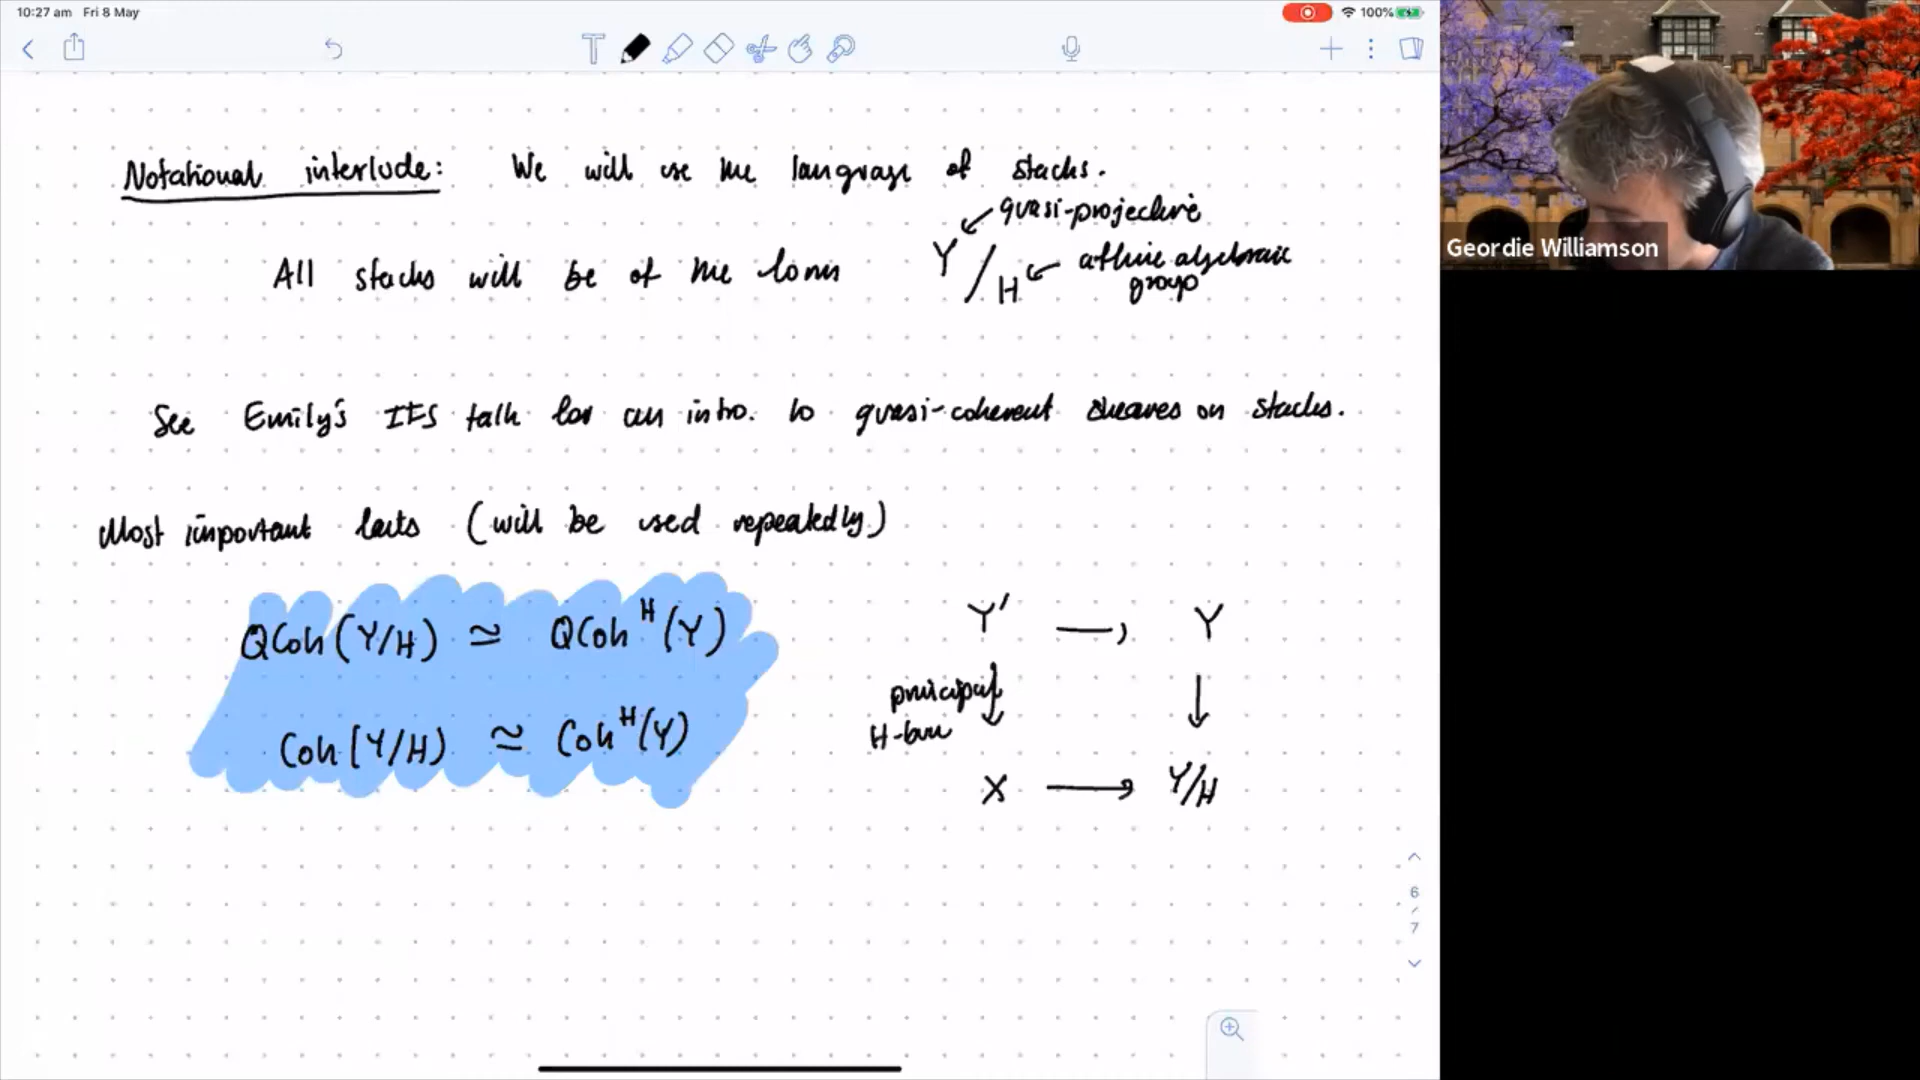 10:27 am Fri 8 May
100%
Geordie Williamson
Notational interlude: We will use the language of stacks.
quasi-projective
All stacks will be of the form Y/H affine algebraic
group
See Emily's IFS talk for an intro. to quasi-coherent sheaves on stacks.
Most important facts (will be used repeatedly)
QCoh(Y/H) ≃ QCoh^H(Y)
Coh(Y/H) ≃ Coh^H(Y)
Y' → Y
principal
H-bun
X → Y/H
6
/
7